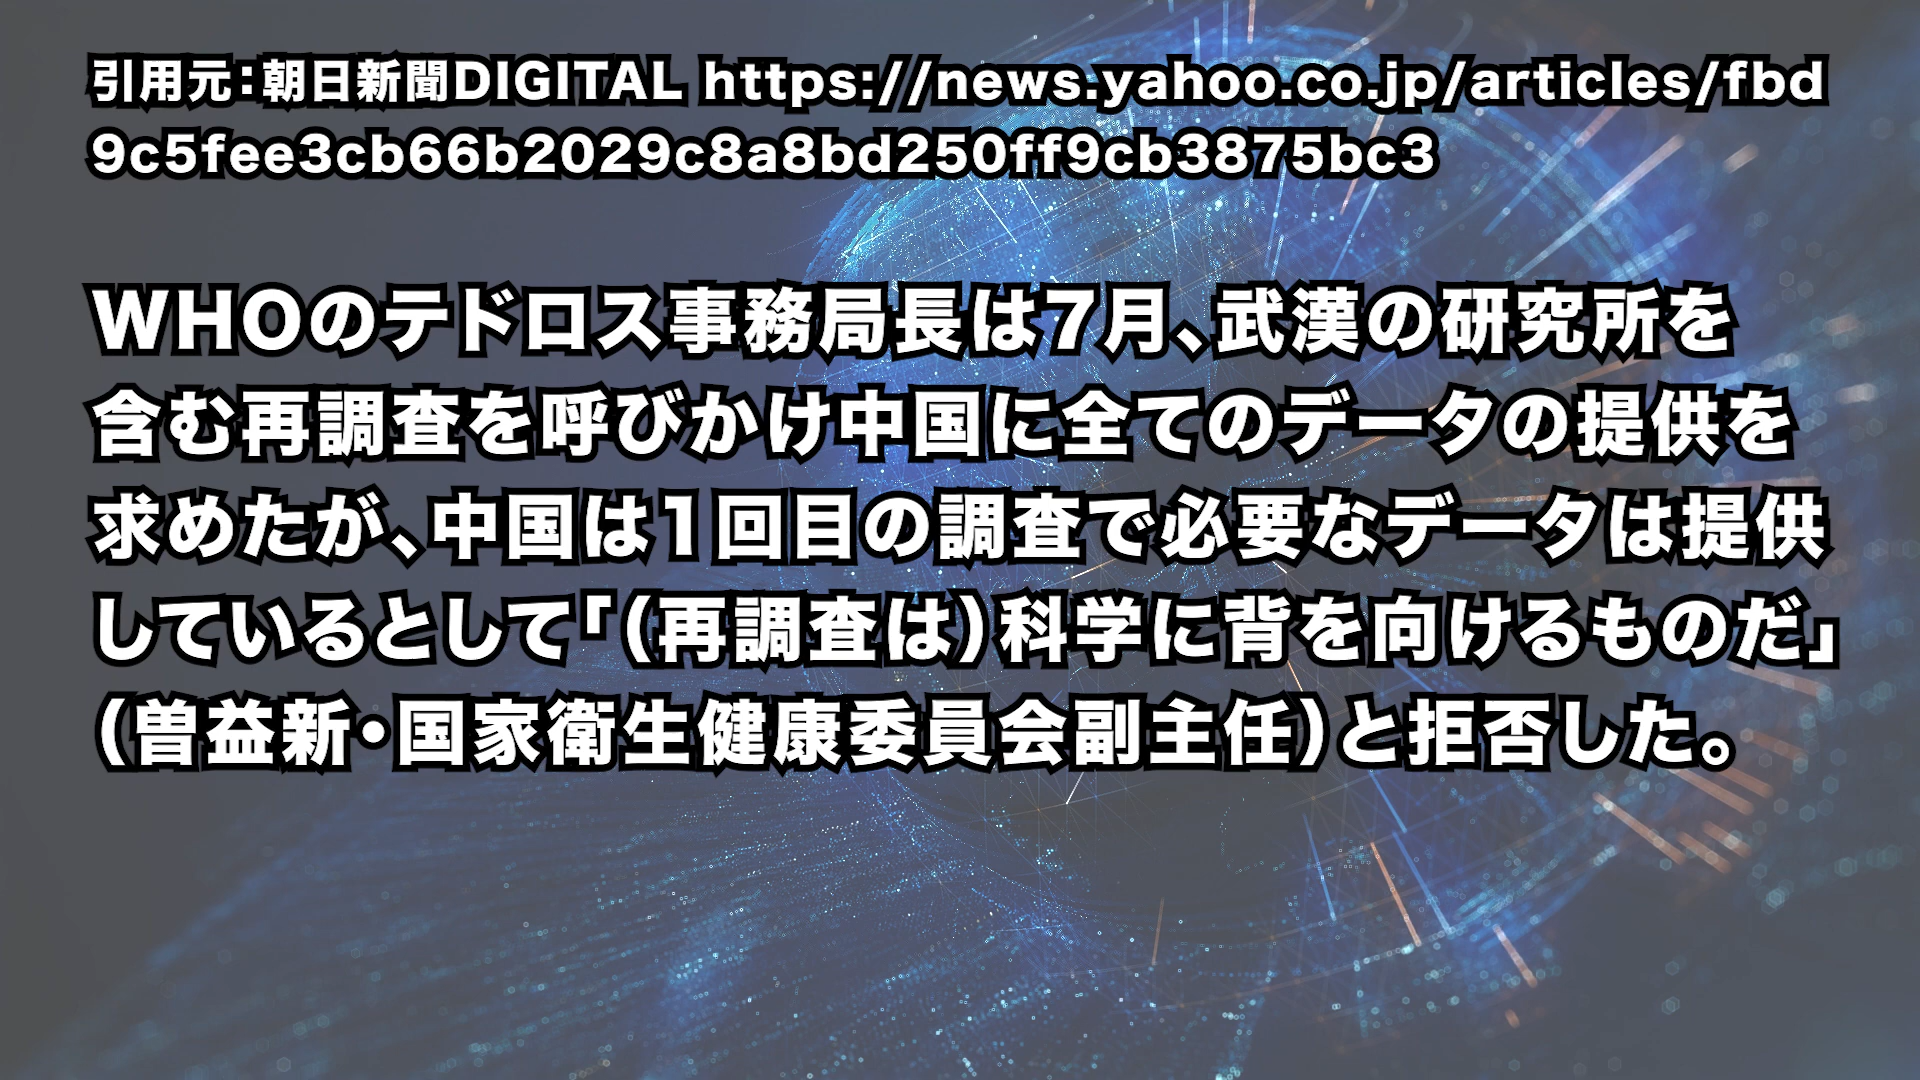 引用元：朝日新聞DIGITAL https://news.yahoo.co.jp/articles/fbd
9c5fee3cb66b2029c8a8bd250ff9cb3875bc3
WHOのテドロス事務局長は7月、武漢の研究所を
含む再調査を呼びかけ中国に全てのデータの提供を
求めたが、中国は1回目の調査で必要なデータは提供
しているとして「（再調査は）科学に背を向けるものだ」
（曽益新・国家衛生健康委員会副主任）と拒否した。